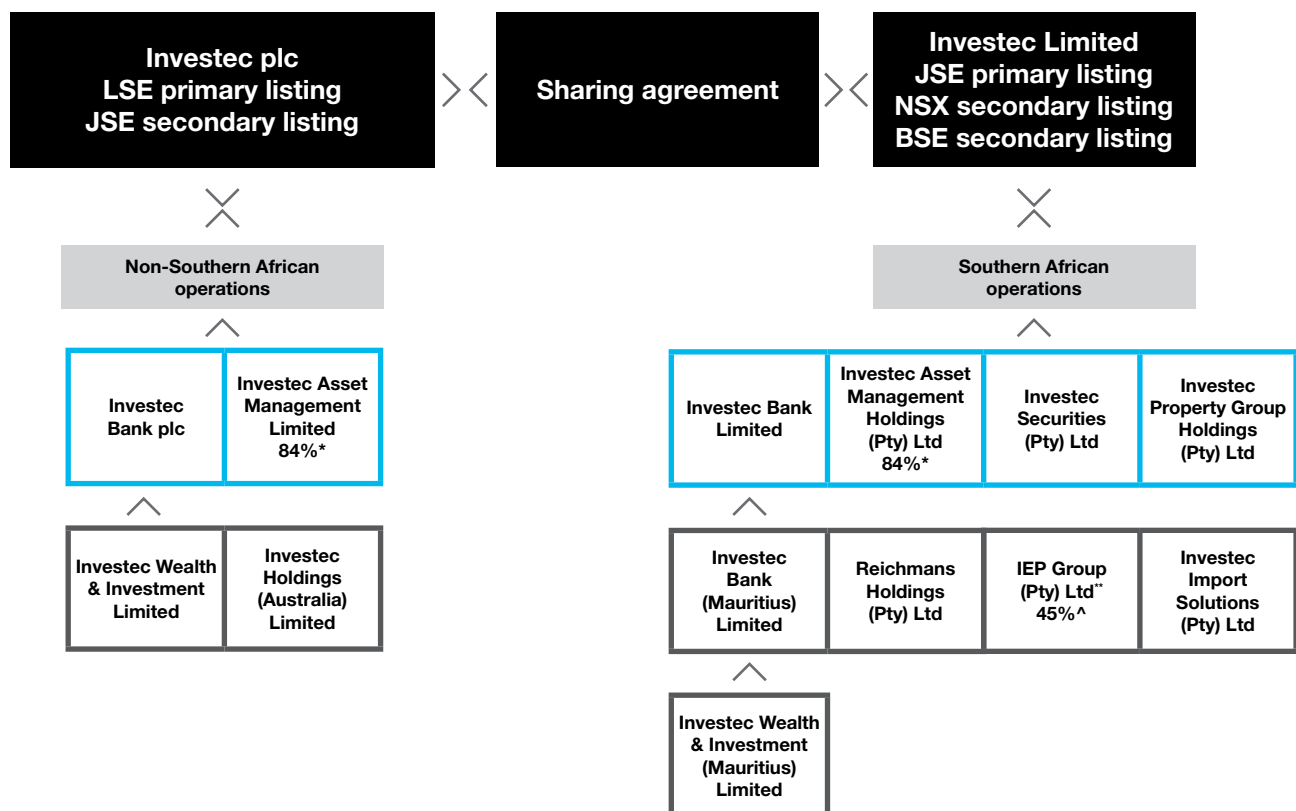 Investec plc
LSE primary listing
JSE secondary listing
Sharing agreement
Investec Limited
JSE primary listing
NSX secondary listing
BSE secondary listing
Non-Southern African
operations
Southern African
operations
Investec
Bank plc
Investec Asset
Management
Limited
84%*
Investec Bank
Limited
Investec Asset
Management
Holdings
(Pty) Ltd
84%*
Investec
Securities
(Pty) Ltd
Investec
Property Group
Holdings
(Pty) Ltd
Investec Wealth
& Investment
Limited
Investec
Holdings
(Australia)
Limited
Investec
Bank
(Mauritius)
Limited
Reichmans
Holdings
(Pty) Ltd
IEP Group
(Pty) Ltd**
45%^
Investec
Import
Solutions
(Pty) Ltd
Investec Wealth
& Investment
(Mauritius)
Limited